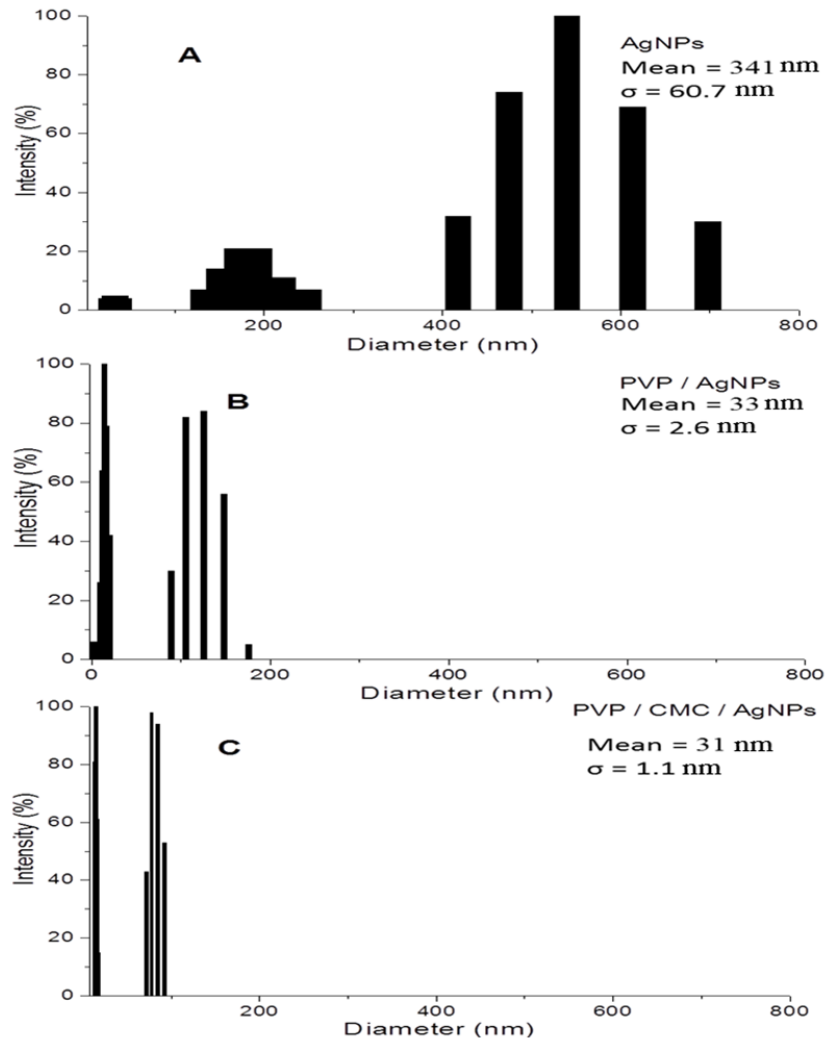 A
AgNPs
Mean = 341 nm
σ = 60.7 nm
Intensity (%)
100
80
60
40
20
0
200 400 600 800
Diameter (nm)
B
PVP / AgNPs
Mean = 33 nm
σ = 2.6 nm
Intensity (%)
100
80
60
40
20
0
0 200 400 600 800
Diameter (nm)
PVP / CMC / AgNPs
C
Mean = 31 nm
σ = 1.1 nm
Intensity (%)
100
80
60
40
20
0
200 400 600 800
Diameter (nm)